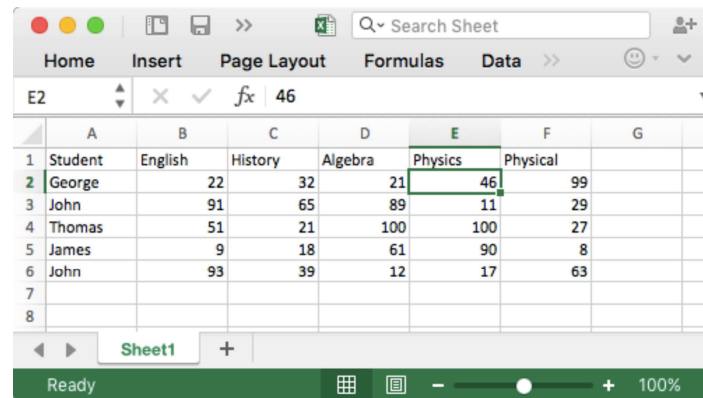 Search Sheet
Home Insert Page Layout Formulas Data
E2 fx 46
A B C D E F G
1 Student English History Algebra Physics Physical
2 George 22 32 21 46 99
3 John 91 65 89 11 29
4 Thomas 51 21 100 100 27
5 James 9 18 61 90 8
6 John 93 39 12 17 63
7
8
Sheet1
Ready 100%